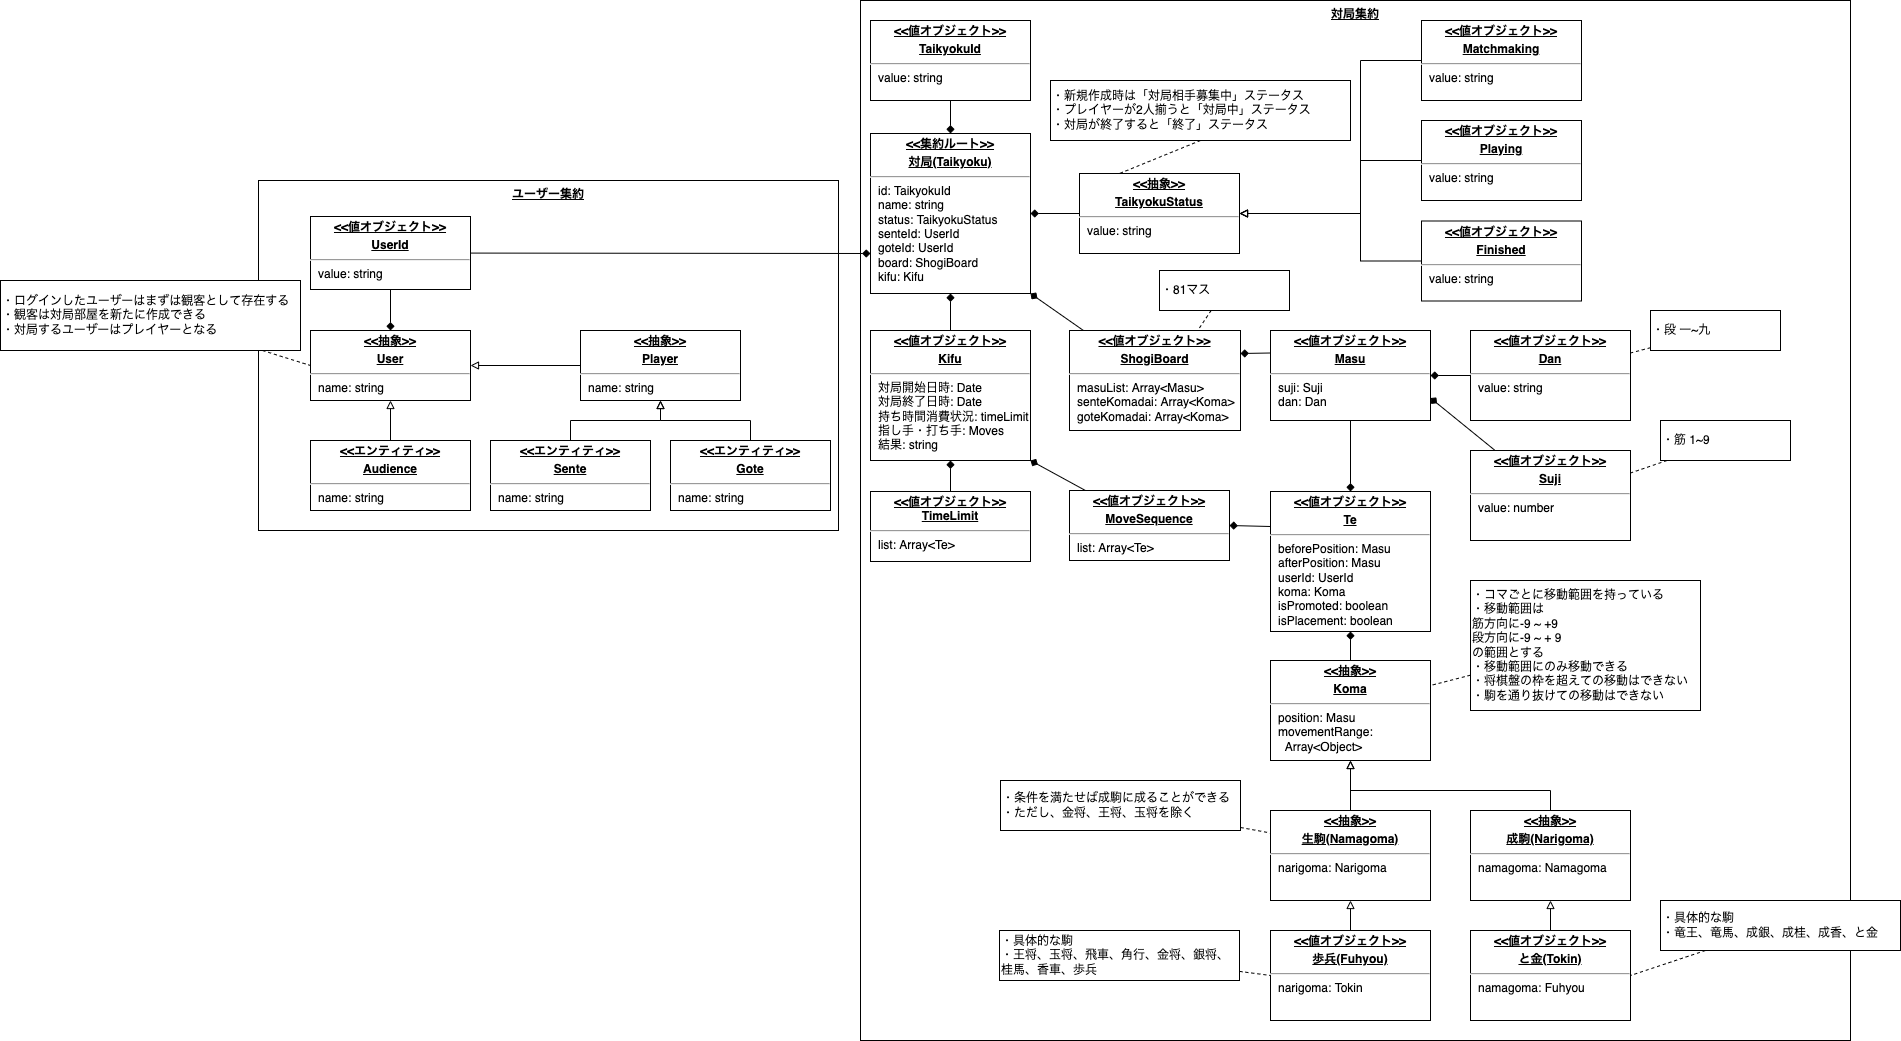 ユーザー集約
<<値オブジェクト>>
UserId
value: string
・ログインしたユーザーはまずは観客として存在する
・観客は対局部屋を新たに作成できる
・対局するユーザーはプレイヤーとなる
<<抽象>>
User
name: string
<<抽象>>
Player
name: string
<<エンティティ>>
Audience
name: string
<<エンティティ>>
Sente
name: string
<<エンティティ>>
Gote
name: string
対局集約
<<値オブジェクト>>
TaikyokuId
value: string
<<集約ルート>>
対局(Taikyoku)
id: TaikyokuId
name: string
status: TaikyokuStatus
senteId: UserId
goteId: UserId
board: ShogiBoard
kifu: Kifu
・新規作成時は「対局相手募集中」ステータス
・プレイヤーが2人揃うと「対局中」ステータス
・対局が終了すると「終了」ステータス
<<抽象>>
TaikyokuStatus
value: string
<<値オブジェクト>>
Matchmaking
value: string
<<値オブジェクト>>
Playing
value: string
<<値オブジェクト>>
Finished
value: string
<<値オブジェクト>>
Kifu
対局開始日時: Date
対局終了日時: Date
持ち時間消費状況: timeLimit
指し手・打ち手: Moves
結果: string
・81マス
<<値オブジェクト>>
ShogiBoard
masuList: Array<Masu>
senteKomadai: Array<Koma>
goteKomadai: Array<Koma>
<<値オブジェクト>>
Masu
suji: Suji
dan: Dan
<<値オブジェクト>>
Dan
value: string
・段 一~九
・筋 1~9
<<値オブジェクト>>
Suji
value: number
<<値オブジェクト>>
TimeLimit
list: Array<Te>
<<値オブジェクト>>
MoveSequence
list: Array<Te>
<<値オブジェクト>>
Te
beforePosition: Masu
afterPosition: Masu
userId: UserId
koma: Koma
isPromoted: boolean
isPlacement: boolean
・コマごとに移動範囲を持っている
・移動範囲は
筋方向に-9 ~ +9
段方向に-9 ~ + 9
の範囲とする
・移動範囲にのみ移動できる
・将棋盤の枠を超えての移動はできない
・駒を通り抜けての移動はできない
<<抽象>>
Koma
position: Masu
movementRange:
Array<Object>
・条件を満たせば成駒に成ることができる
・ただし、金将、王将、玉将を除く
<<抽象>>
生駒(Namagoma)
narigoma: Narigoma
<<抽象>>
成駒(Narigoma)
namagoma: Namagoma
・具体的な駒
・王将、玉将、飛車、角行、金将、銀将、
桂馬、香車、歩兵
<<値オブジェクト>>
歩兵(Fuhyou)
narigoma: Tokin
<<値オブジェクト>>
と金(Tokin)
namagoma: Fuhyou
・具体的な駒
・竜王、竜馬、成銀、成桂、成香、と金